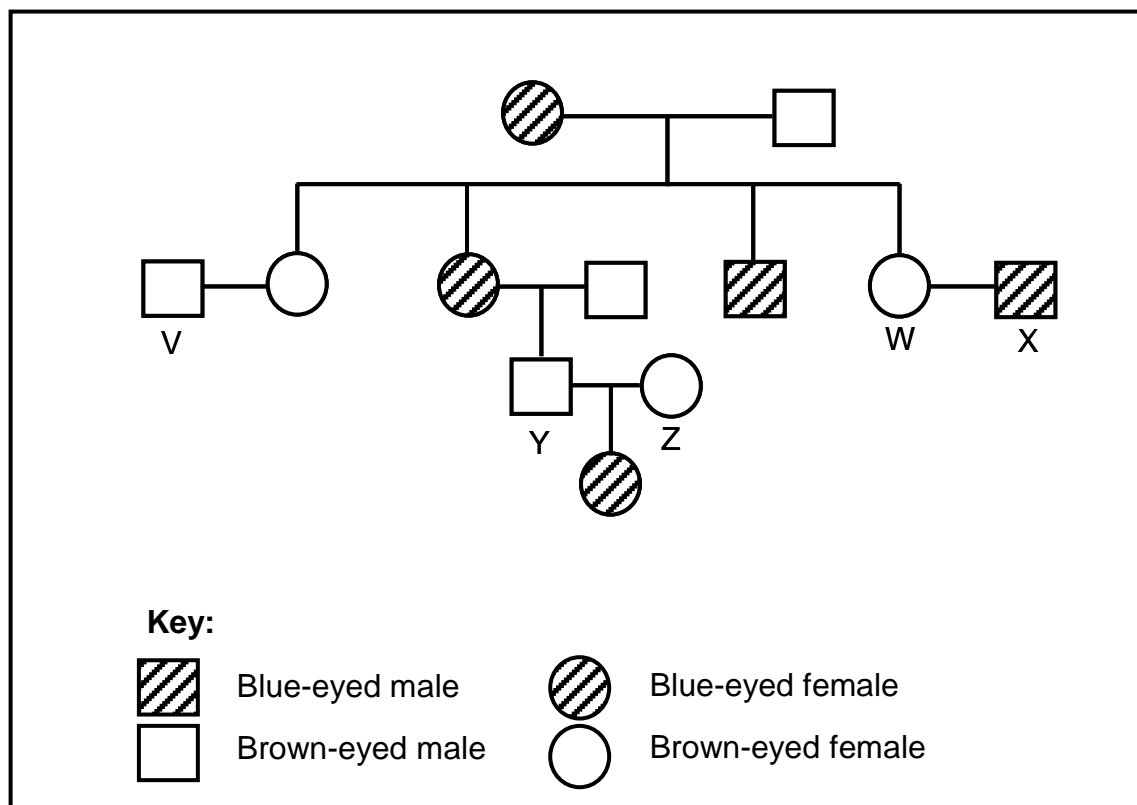 V
W
X
Y
Z
Key:
Blue-eyed male
Blue-eyed female
Brown-eyed male
Brown-eyed female